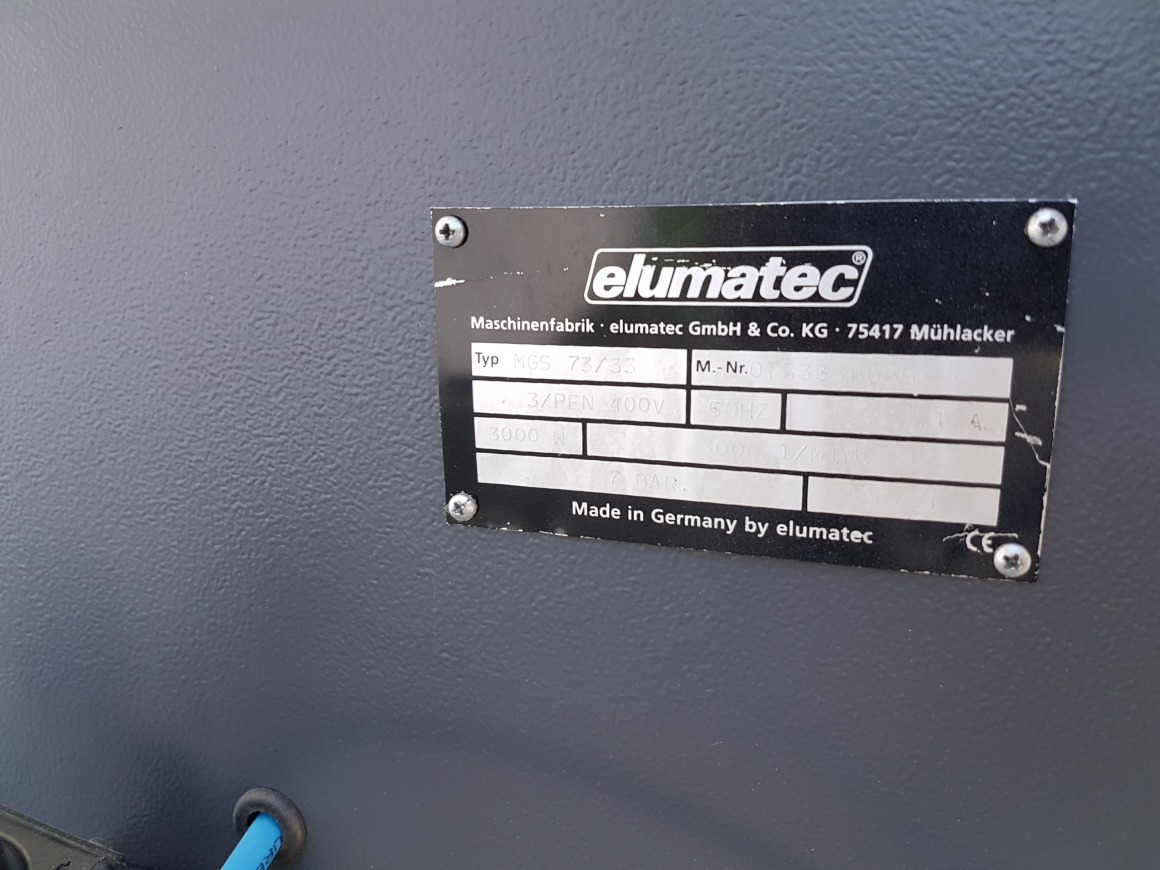 elumatec®
Maschinenfabrik · elumatec GmbH & Co. KG · 75417 Mühlacker
Typ MGS 73/33 M.-Nr.
3/PEN 400V 50HZ A
3000 W 3000 1/MIN.
7 BAR.
Made in Germany by elumatec
CE